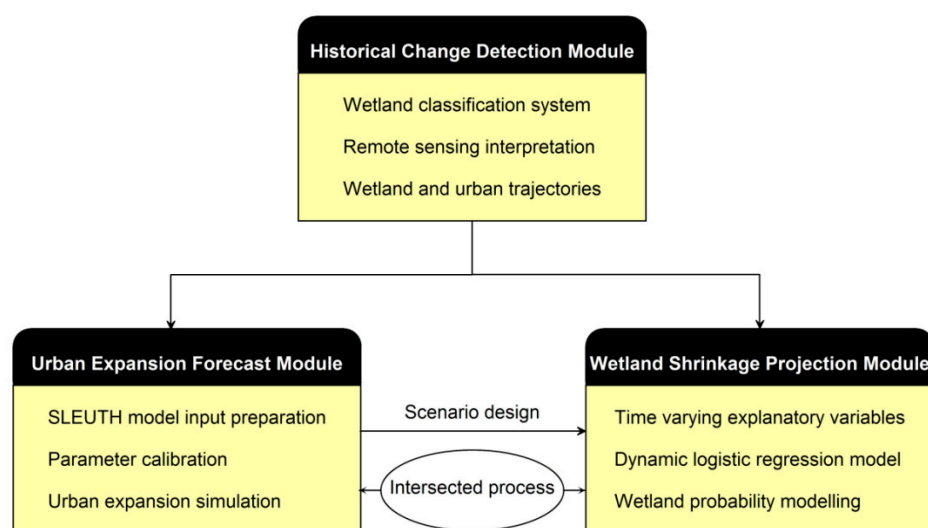 Historical Change Detection Module
Wetland classification system
Remote sensing interpretation
Wetland and urban trajectories
Urban Expansion Forecast Module
SLEUTH model input preparation
Parameter calibration
Urban expansion simulation
Scenario design
Intersected process
Wetland Shrinkage Projection Module
Time varying explanatory variables
Dynamic logistic regression model
Wetland probability modelling